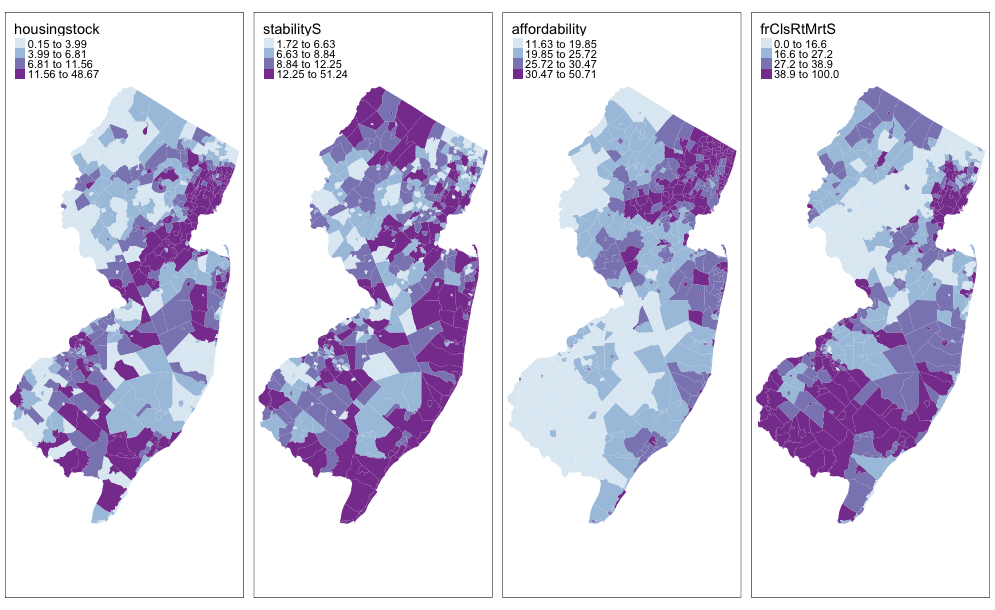 housingstock
0.15 to 3.99
3.99 to 6.81
6.81 to 11.56
11.56 to 48.67
stabilityS
1.72 to 6.63
6.63 to 8.84
8.84 to 12.25
12.25 to 51.24
affordability
11.63 to 19.85
19.85 to 25.72
25.72 to 30.47
30.47 to 50.71
frClsRtMrtS
0.0 to 16.6
16.6 to 27.2
27.2 to 38.9
38.9 to 100.0